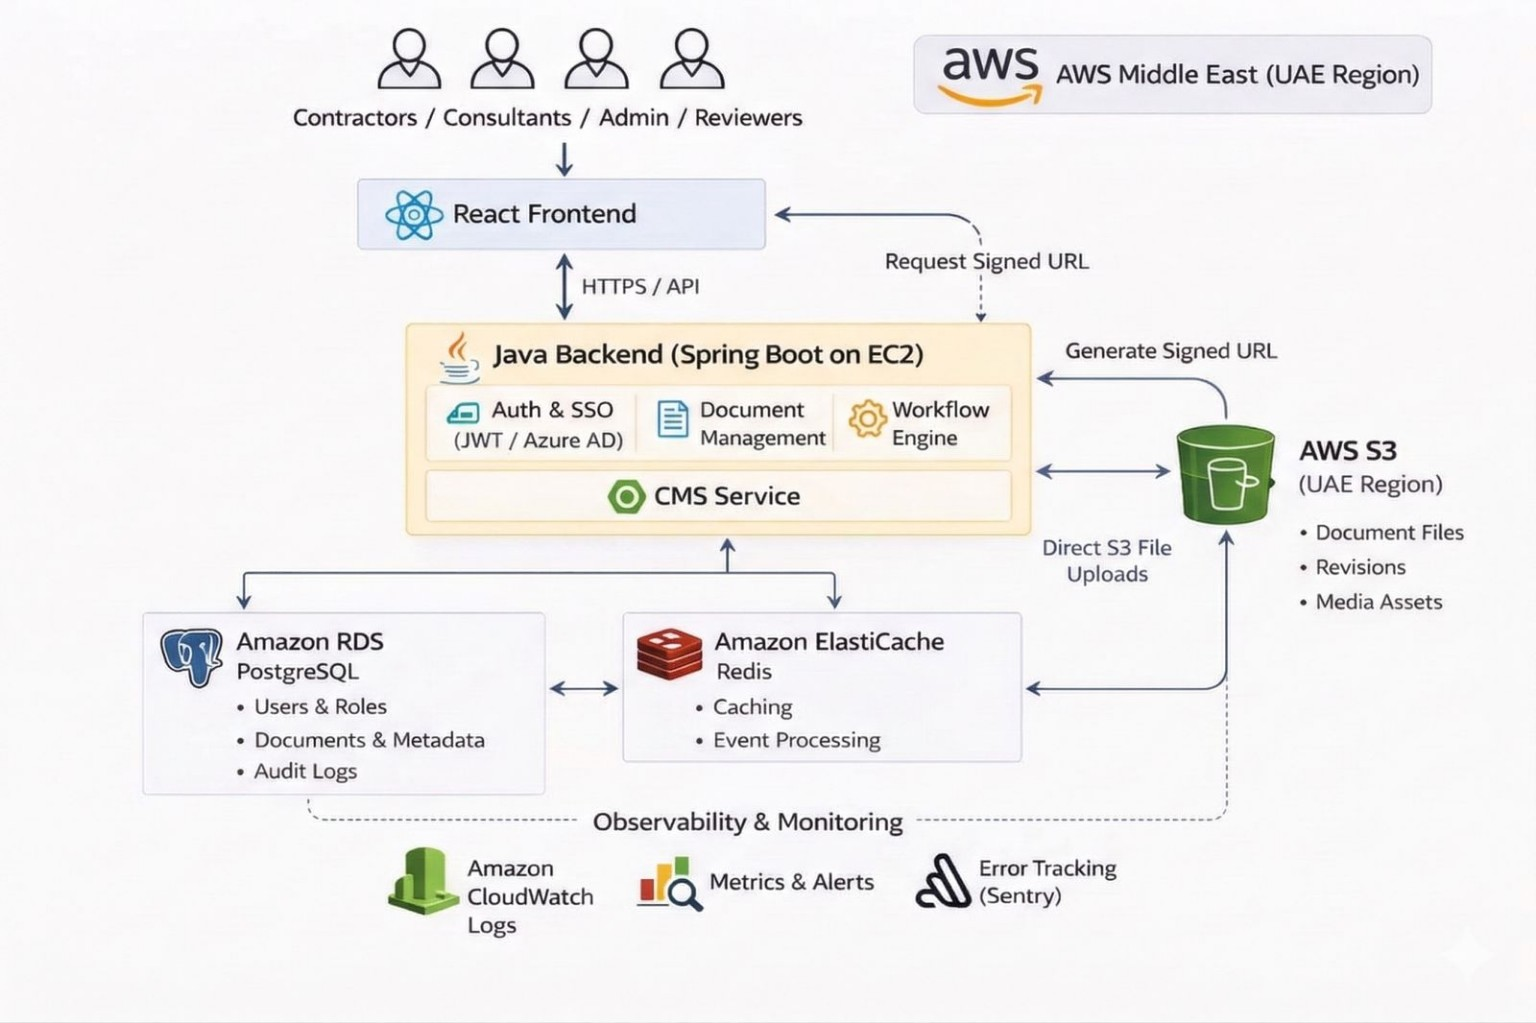 aws
AWS Middle East (UAE Region)
Contractors / Consultants / Admin / Reviewers
React Frontend
Request Signed URL
HTTPS / API
Java Backend (Spring Boot on EC2)
Generate Signed URL
Auth & SSO
(JWT / Azure AD)
Document
Management
Workflow
Engine
CMS Service
AWS S3
(UAE Region)
• Document Files
• Revisions
• Media Assets
Direct S3 File
Uploads
Amazon RDS
PostgreSQL
• Users & Roles
• Documents & Metadata
• Audit Logs
Amazon ElastiCache
Redis
• Caching
• Event Processing
Observability & Monitoring
Amazon
CloudWatch
Logs
Metrics & Alerts
Error Tracking
(Sentry)